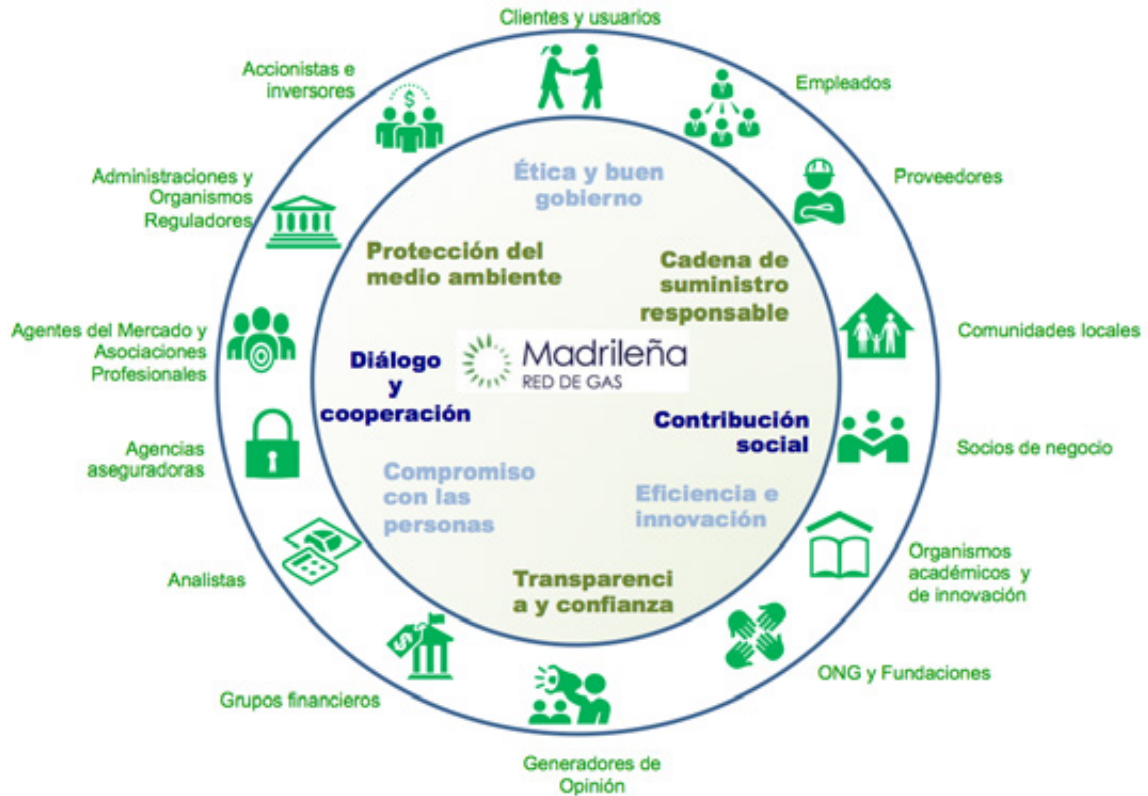 Clientes y usuarios
Accionistas e
inversores
Empleados
Administraciones y
Organismos
Reguladores
Proveedores
Ética y buen
gobierno
Protección del
medio ambiente
Cadena de
suministro
responsable
Agentes del Mercado y
Asociaciones
Profesionales
Comunidades locales
Diálogo
y
cooperación
Madrileña
RED DE GAS
Contribución
social
Agencias
aseguradoras
Socios de negocio
Compromiso
con las
personas
Eficiencia e
innovación
Analistas
Organismos
académicos y
de innovación
Transparenci
a y confianza
Grupos financieros
ONG y Fundaciones
Generadores de
Opinión
$
$